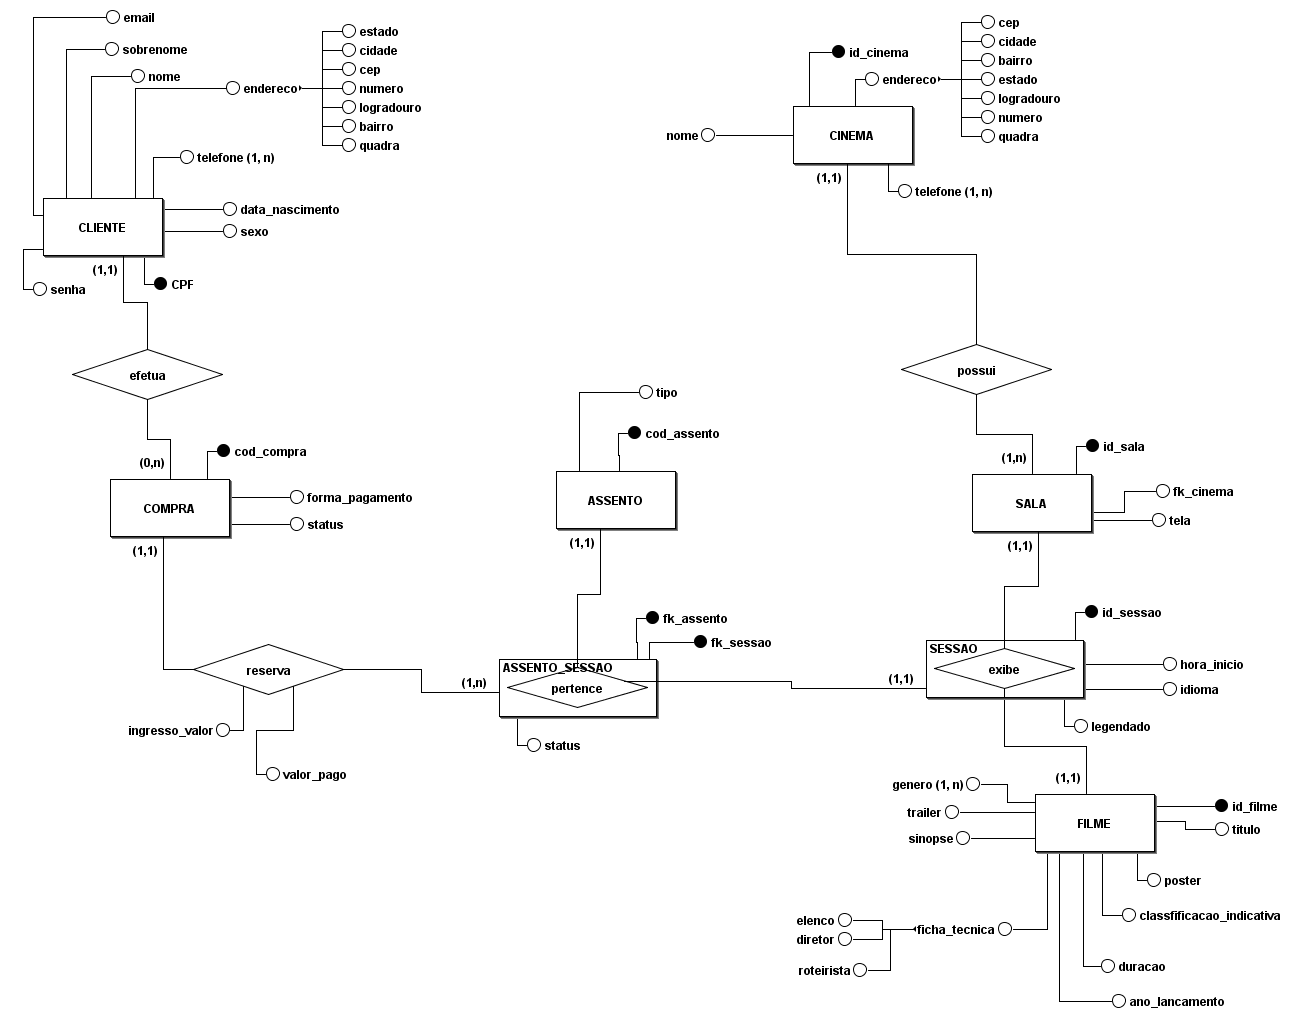 email
sobrenome
nome
endereco
estado
cidade
cep
numero
logradouro
bairro
quadra
telefone (1, n)
data_nascimento
sexo
CLIENTE
(1,1)
CPF
senha
efetua
(0,n)
cod_compra
COMPRA
forma_pagamento
status
(1,1)
reserva
ingresso_valor
valor_pago
(1,n)
tipo
cod_assento
ASSENTO
(1,1)
fk_assento
fk_sessao
ASSENTO_SESSAO
pertence
status
(1,1)
id_cinema
endereco
cep
cidade
bairro
estado
logradouro
numero
quadra
nome
CINEMA
(1,1)
telefone (1, n)
possui
(1,n)
id_sala
SALA
fk_cinema
tela
(1,1)
id_sessao
SESSAO
exibe
hora_inicio
idioma
legendado
(1,1)
genero (1, n)
trailer
sinopse
FILME
id_filme
titulo
poster
classfificacao_indicativa
elenco
diretor
roteirista
ficha_tecnica
duracao
ano_lancamento